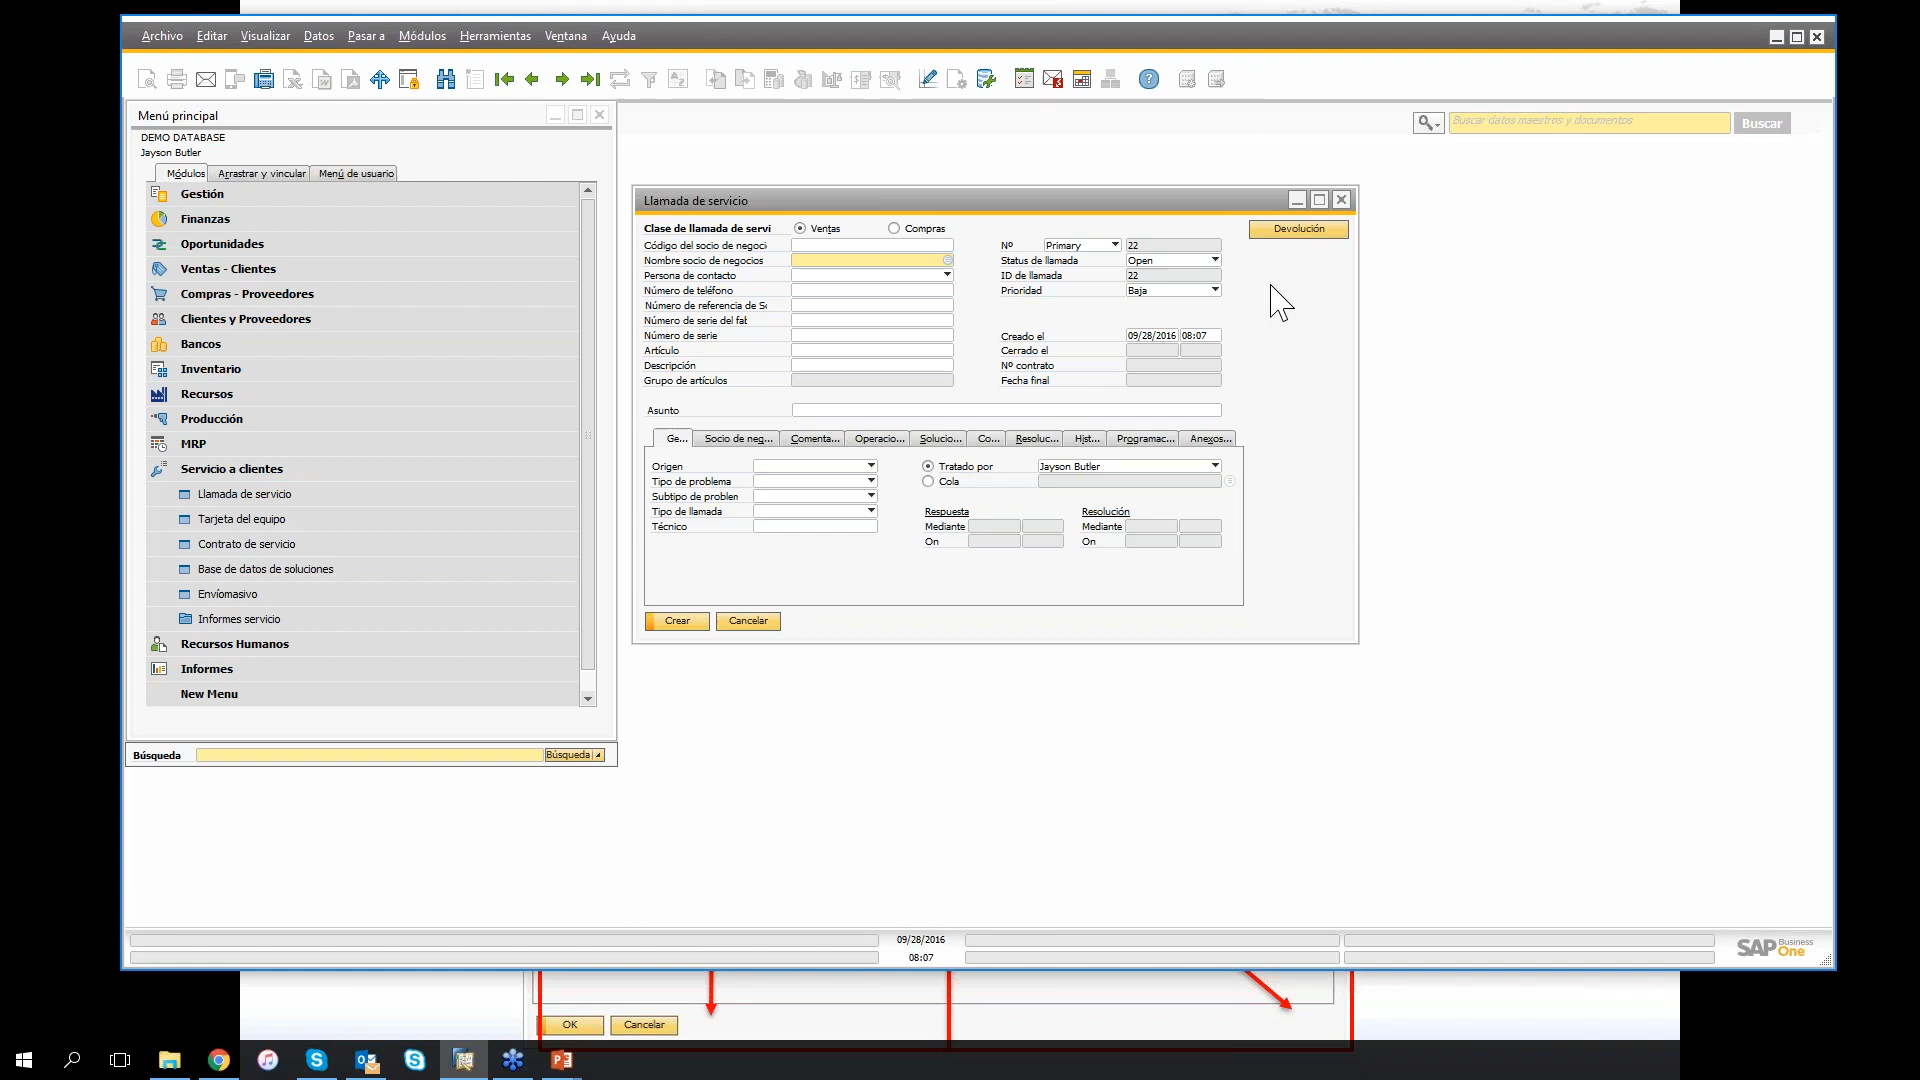 Archivo Editar Visualizar Datos Pasar a Módulos Herramientas Ventana Ayuda
Menú principal
DEMO DATABASE
Jayson Butler
Módulos Arrastrar y vincular Menú de usuario
Gestión
Finanzas
Oportunidades
Ventas - Clientes
Compras - Proveedores
Clientes y Proveedores
Bancos
Inventario
Recursos
Producción
MRP
Servicio a clientes
Llamada de servicio
Tarjeta del equipo
Contrato de servicio
Base de datos de soluciones
Envíomasivo
Informes servicio
Recursos Humanos
Informes
New Menu
Búsqueda Búsqueda
Buscar datos maestros y documentos Buscar
Llamada de servicio
Clase de llamada de servi Ventas Compras Devolución
Código del socio de negoci Nº Primary 22
Nombre socio de negocios Status de llamada Open
Persona de contacto ID de llamada 22
Número de teléfono Prioridad Baja
Número de referencia de So
Número de serie del fab
Número de serie Creado el 09/28/2016 08:07
Artículo Cerrado el
Descripción Nº contrato
Grupo de artículos Fecha final
Asunto
Ge... Socio de neg... Comenta... Operacio... Solucio... Co... Resoluc... Hist... Programac... Anexos...
Origen Tratado por Jayson Butler
Tipo de problema Cola
Subtipo de problen
Tipo de llamada Respuesta Resolución
Técnico Mediante Mediante
On On
Crear Cancelar
09/28/2016
08:07
SAP Business One
OK Cancelar